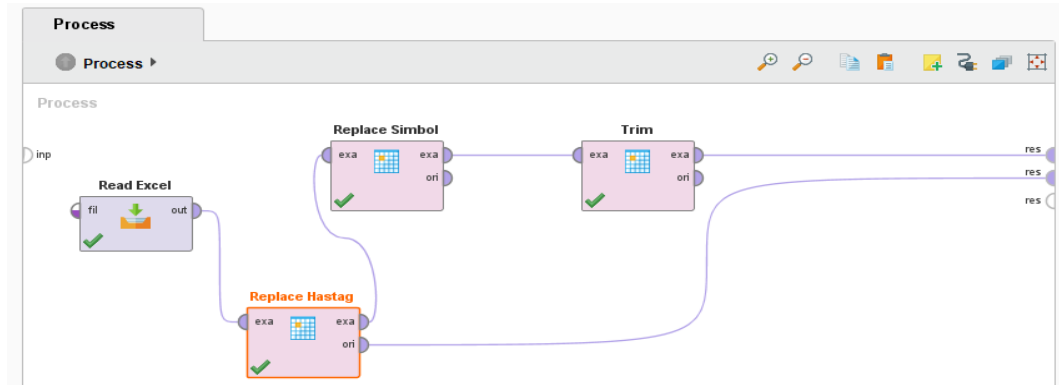 Process
Process
Process
inp
Replace Simbol
exa exa
ori
Trim
exa exa
ori
res
res
res
Read Excel
fil out
Replace Hastag
exa exa
ori